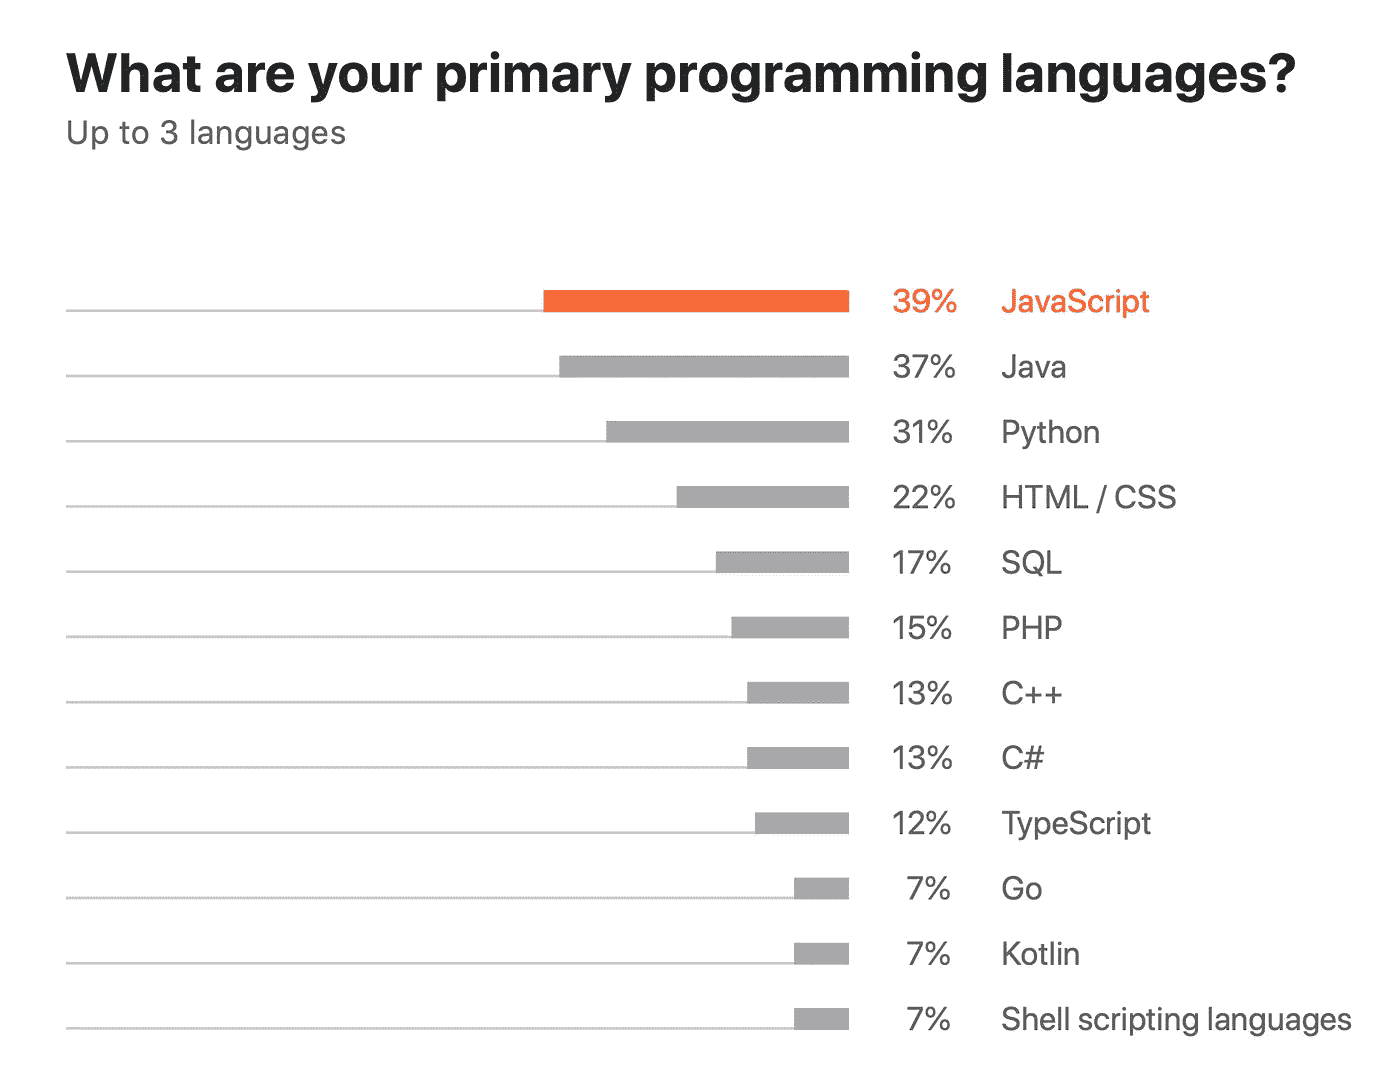 What are your primary programming languages?
Up to 3 languages
39% JavaScript
37% Java
31% Python
22% HTML / CSS
17% SQL
15% PHP
13% C++
13% C#
12% TypeScript
7% Go
7% Kotlin
7% Shell scripting languages